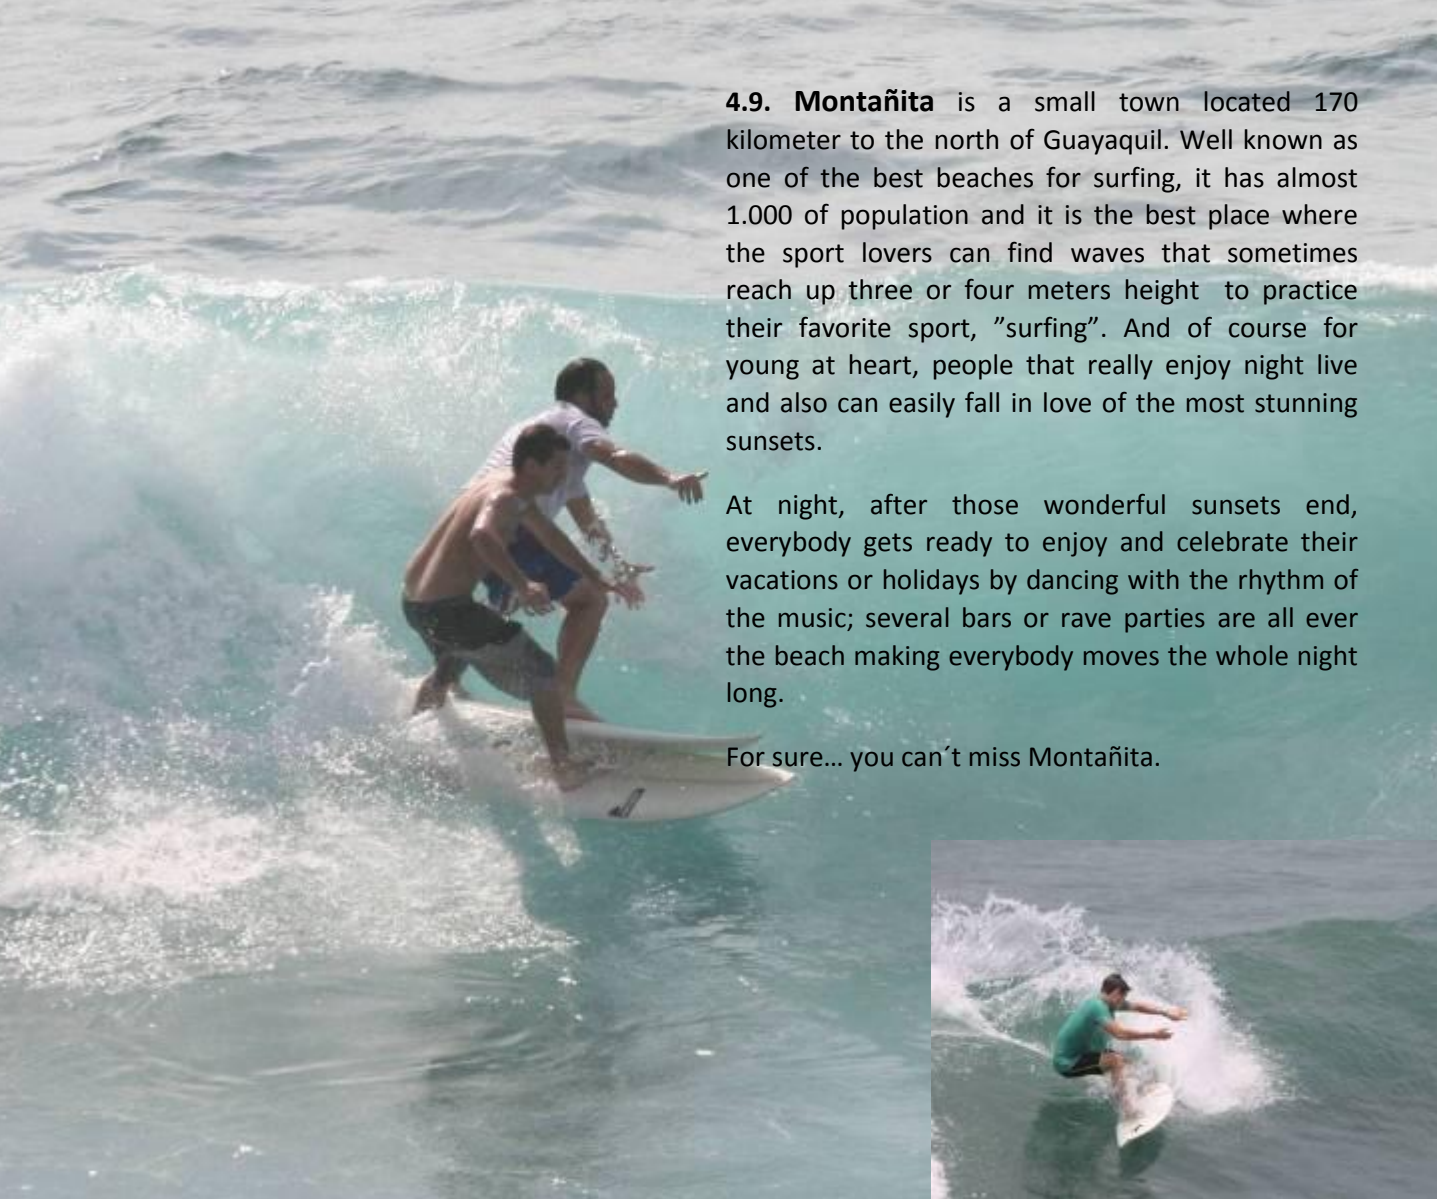 4.9. Montañita is a small town located 170
kilometer to the north of Guayaquil. Well known as
one of the best beaches for surfing, it has almost
1.000 of population and it is the best place where
the sport lovers can find waves that sometimes
reach up three or four meters height to practice
their favorite sport, ”surfing”. And of course for
young at heart, people that really enjoy night live
and also can easily fall in love of the most stunning
sunsets.
At night, after those wonderful sunsets end,
everybody gets ready to enjoy and celebrate their
vacations or holidays by dancing with the rhythm of
the music; several bars or rave parties are all ever
the beach making everybody moves the whole night
long.
For sure… you can´t miss Montañita.